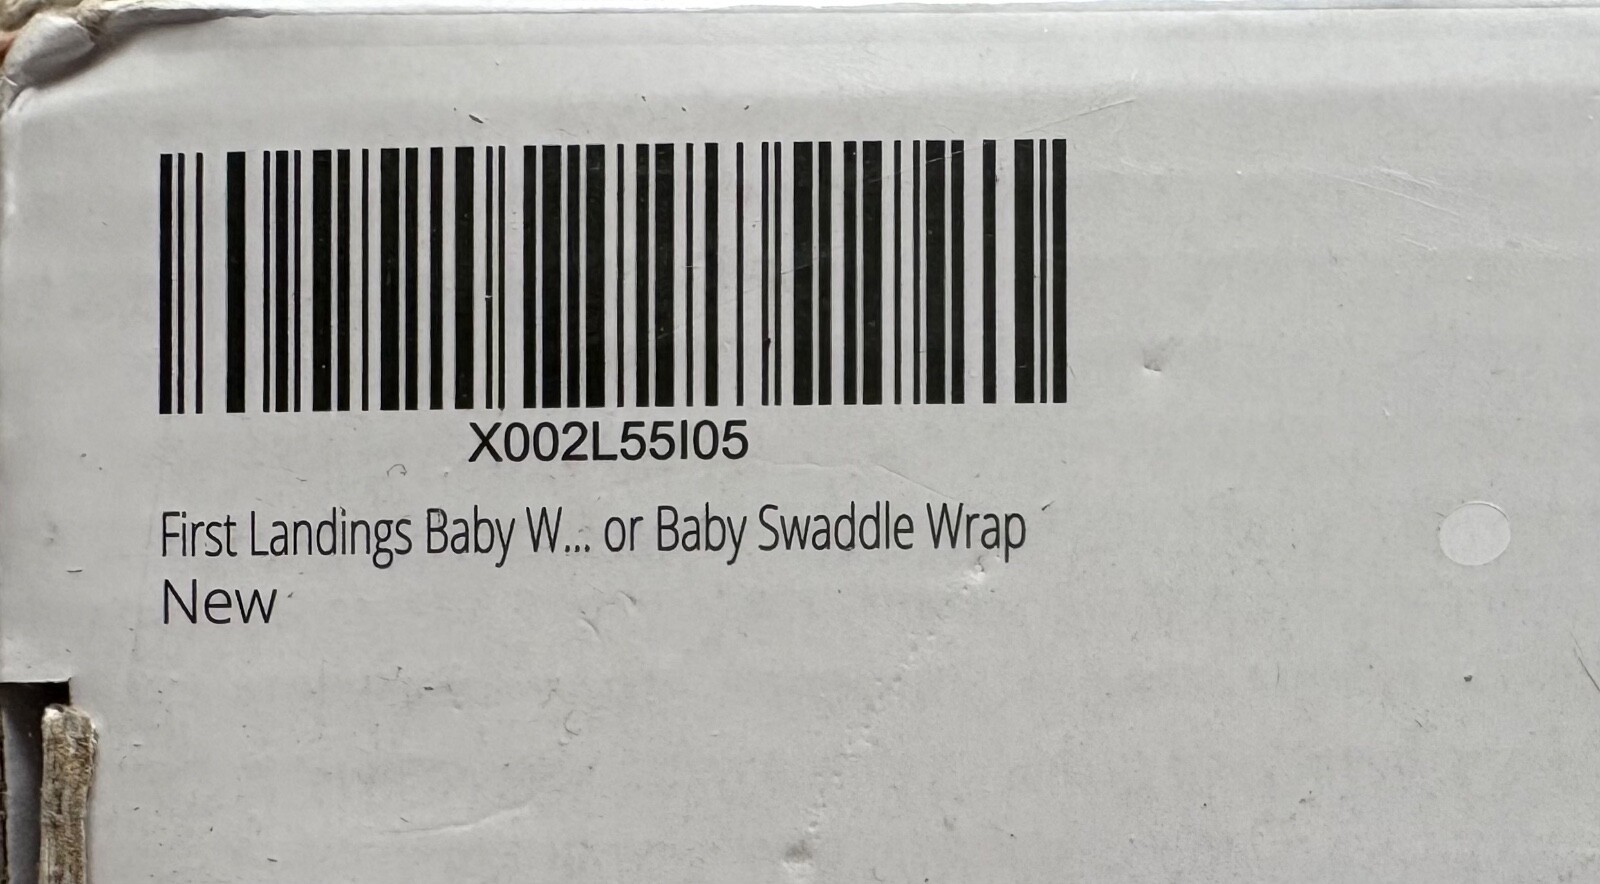 X002L55I05
First Landings Baby W... or Baby Swaddle Wrap
New